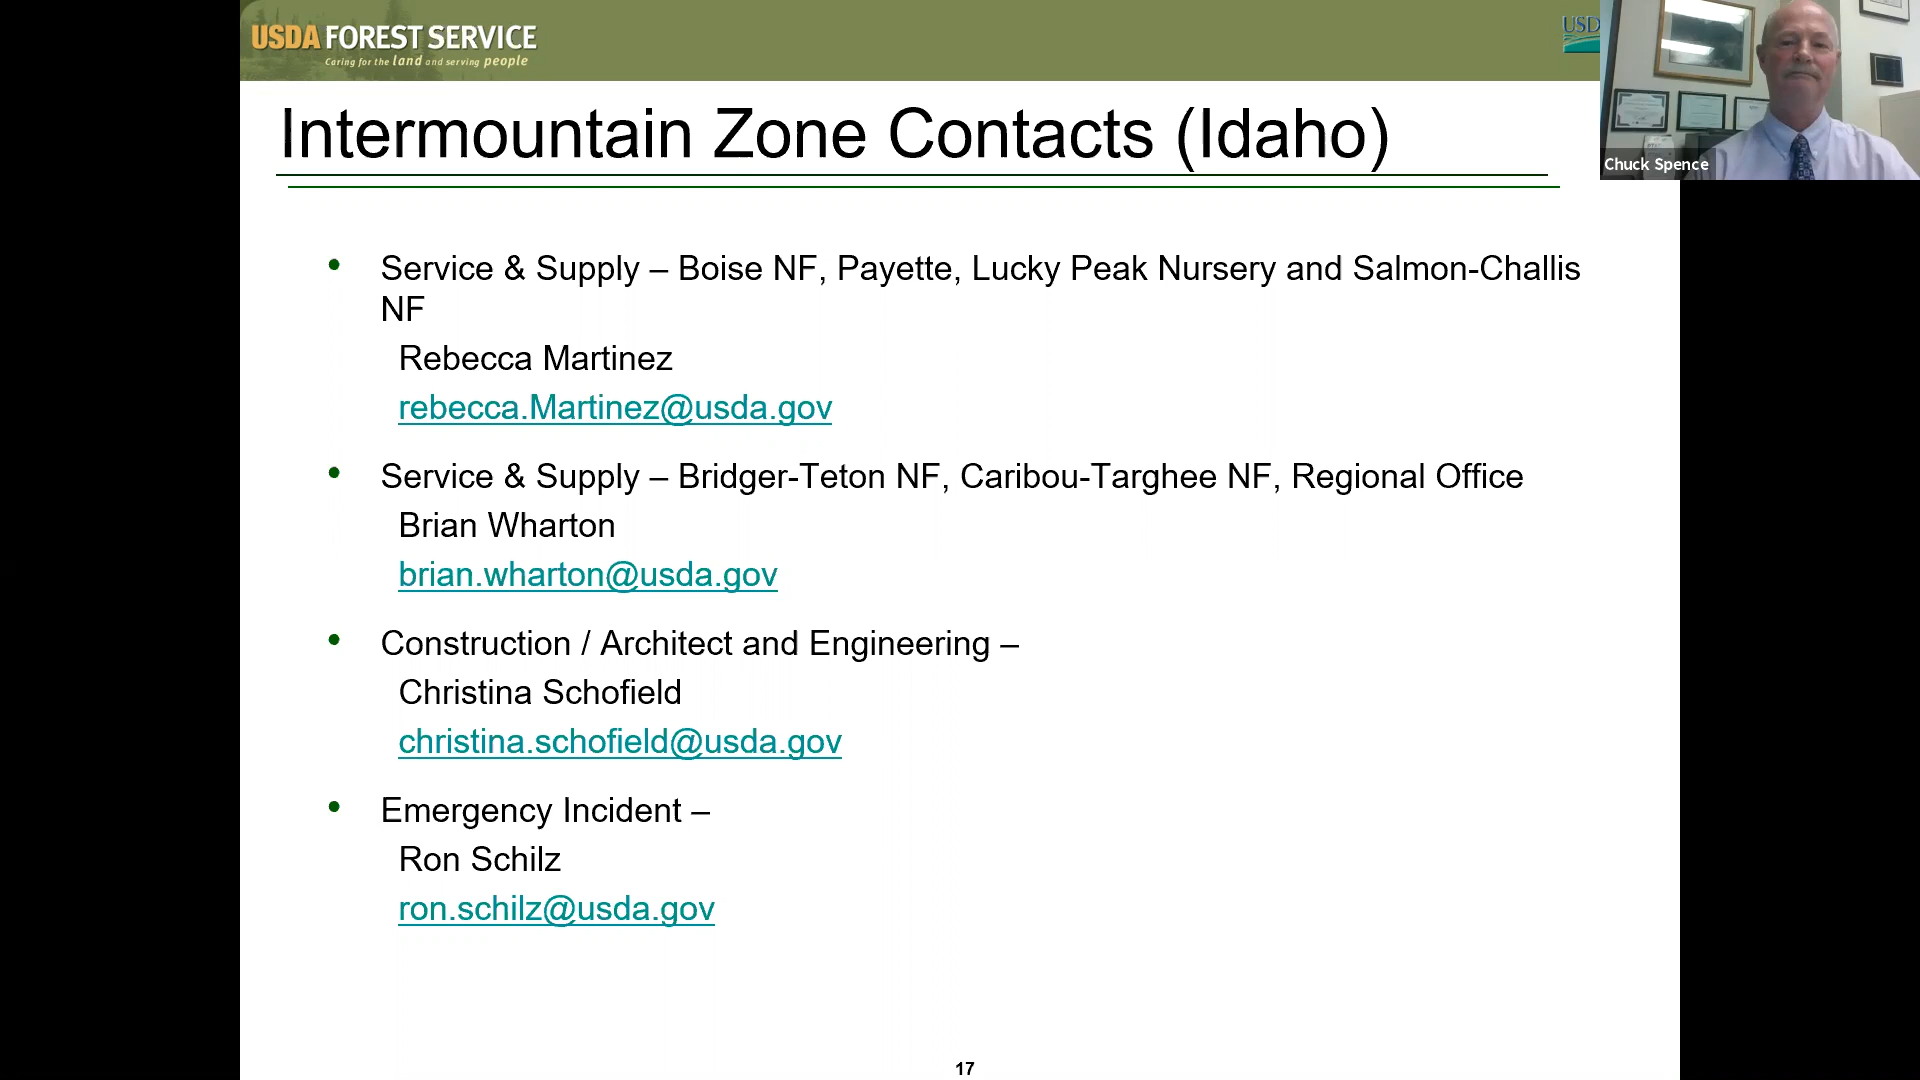 USDA FOREST SERVICE
Caring for the land and serving people
USD
Chuck Spence
Intermountain Zone Contacts (Idaho)
• Service & Supply – Boise NF, Payette, Lucky Peak Nursery and Salmon-Challis
NF
Rebecca Martinez
rebecca.Martinez@usda.gov
• Service & Supply – Bridger-Teton NF, Caribou-Targhee NF, Regional Office
Brian Wharton
brian.wharton@usda.gov
• Construction / Architect and Engineering –
Christina Schofield
christina.schofield@usda.gov
• Emergency Incident –
Ron Schilz
ron.schilz@usda.gov
17